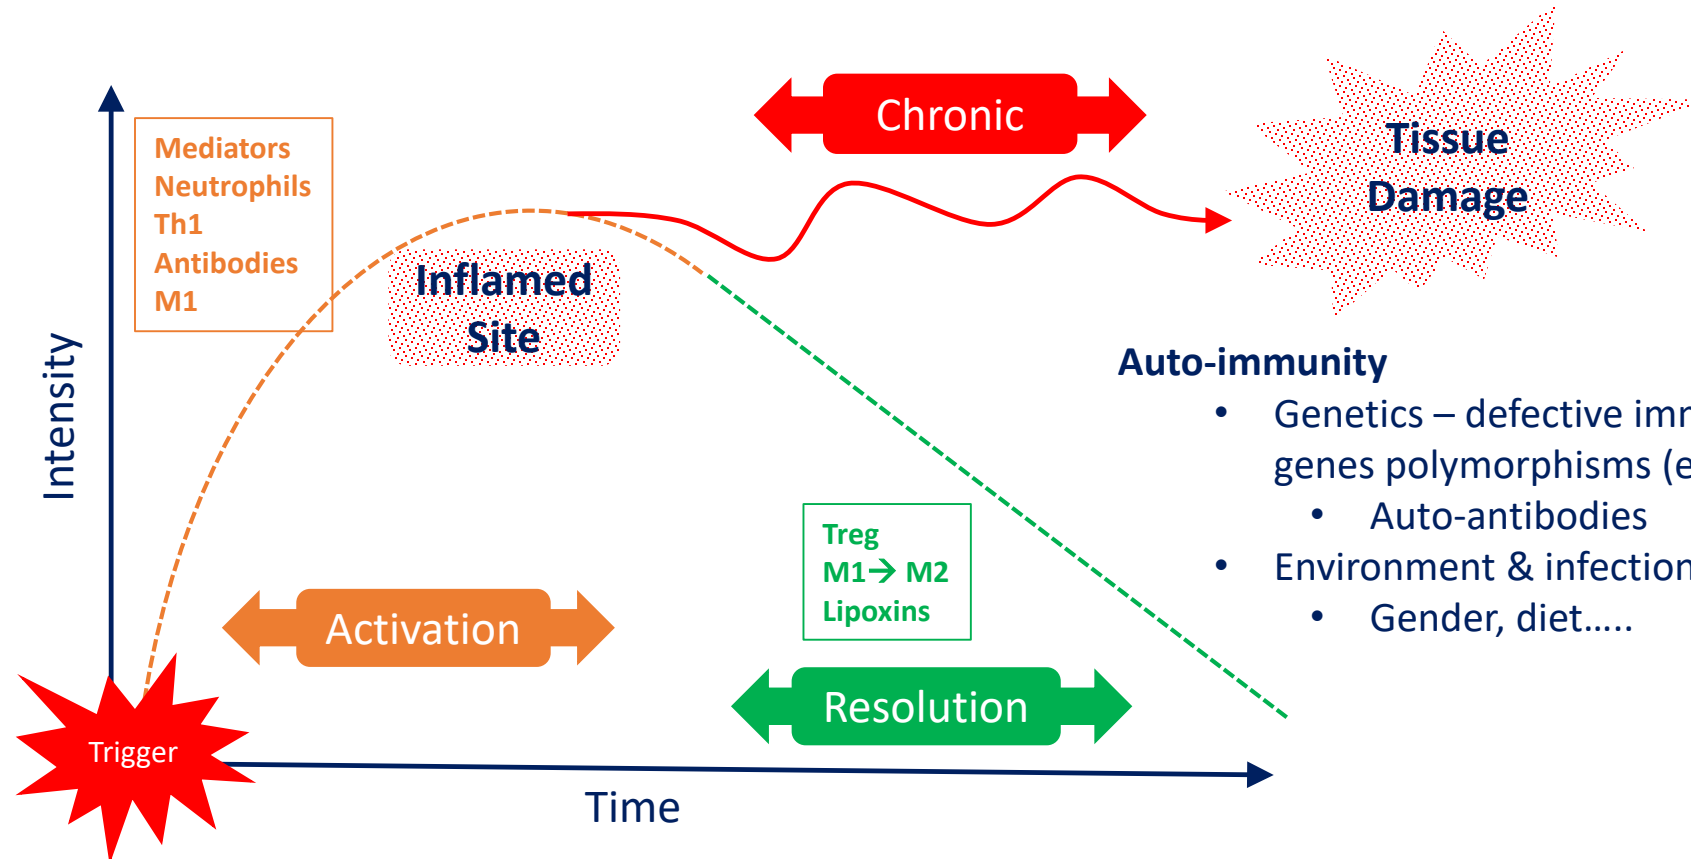 Chronic
Tissue
Damage
Mediators
Neutrophils
Th1
Antibodies
M1
Inflamed
Site
Intensity
Auto-immunity
• Genetics – defective
genes polymorphisms
• Auto-antibodies
• Environment & infection
• Gender, diet…..
Treg
M1→ M2
Lipoxins
Activation
Resolution
Trigger
Time